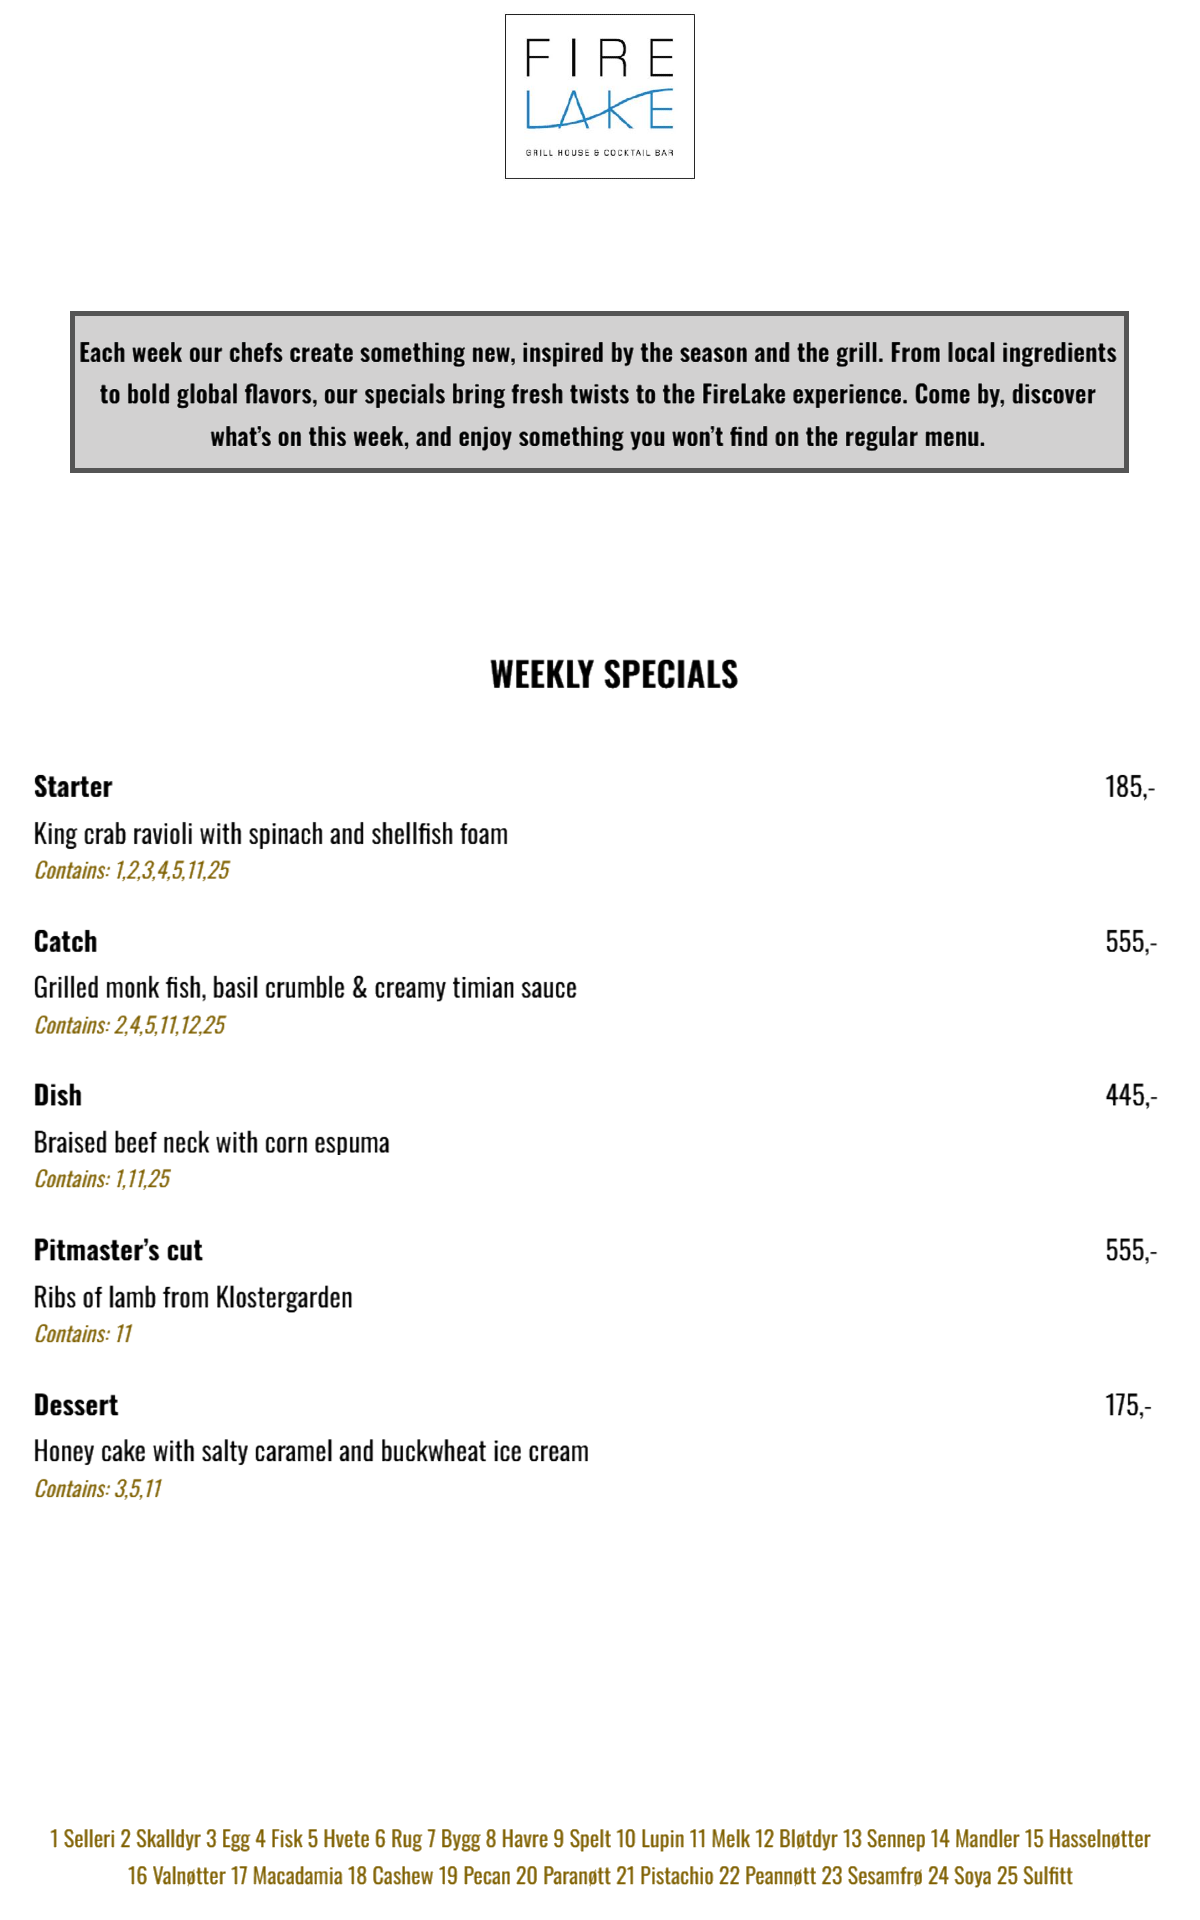 FIRE
LAKE
GRILL HOUSE & COCKTAIL BAR
Each week our chefs create something new, inspired by the season and the grill. From local ingredients
to bold global flavors, our specials bring fresh twists to the FireLake experience. Come by, discover
what’s on this week, and enjoy something you won’t find on the regular menu.
WEEKLY SPECIALS
Starter 185,-
King crab ravioli with spinach and shellfish foam
Contains: 1,2,3,4,5,11,25
Catch 555,-
Grilled monk fish, basil crumble & creamy timian sauce
Contains: 2,4,5,11,12,25
Dish 445,-
Braised beef neck with corn espuma
Contains: 1,11,25
Pitmaster’s cut 555,-
Ribs of lamb from Klostergarden
Contains: 11
Dessert 175,-
Honey cake with salty caramel and buckwheat ice cream
Contains: 3,5,11
1 Selleri 2 Skalldyr 3 Egg 4 Fisk 5 Hvete 6 Rug 7 Bygg 8 Havre 9 Spelt 10 Lupin 11 Melk 12 Bløtdyr 13 Sennep 14 Mandler 15 Hasselnøtter
16 Valnøtter 17 Macadamia 18 Cashew 19 Pecan 20 Paranøtt 21 Pistachio 22 Peannøtt 23 Sesamfrø 24 Soya 25 Sulfitt